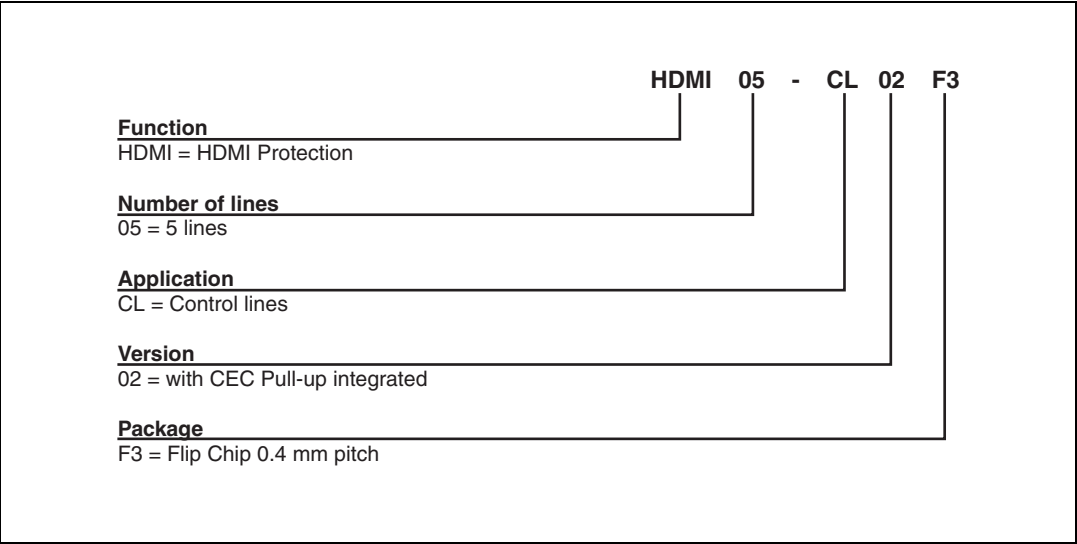 HDMI 05 - CL 02 F3
Function
HDMI = HDMI Protection
Number of lines
05 = 5 lines
Application
CL = Control lines
Version
02 = with CEC Pull-up integrated
Package
F3 = Flip Chip 0.4 mm pitch